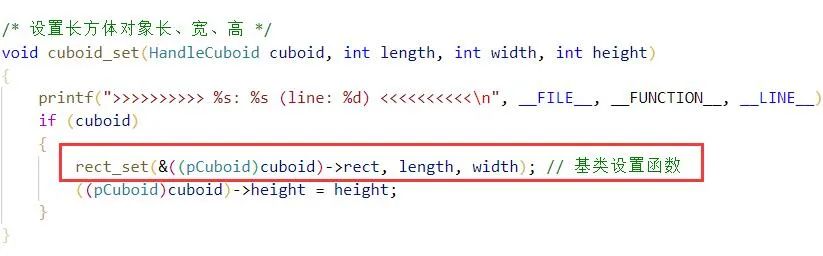 /* 设置长方体对象长、宽、高 */
void cuboid_set(HandleCuboid cuboid, int length, int width, int height)
{
    printf(">>>>>>>>>> %s: %s (line: %d) <<<<<<<<<<\n", __FILE__, __FUNCTION__, __LINE__)
    if (cuboid)
    {
        rect_set(&((pCuboid)cuboid)->rect, length, width); // 基类设置函数
        ((pCuboid)cuboid)->height = height;
    }
}